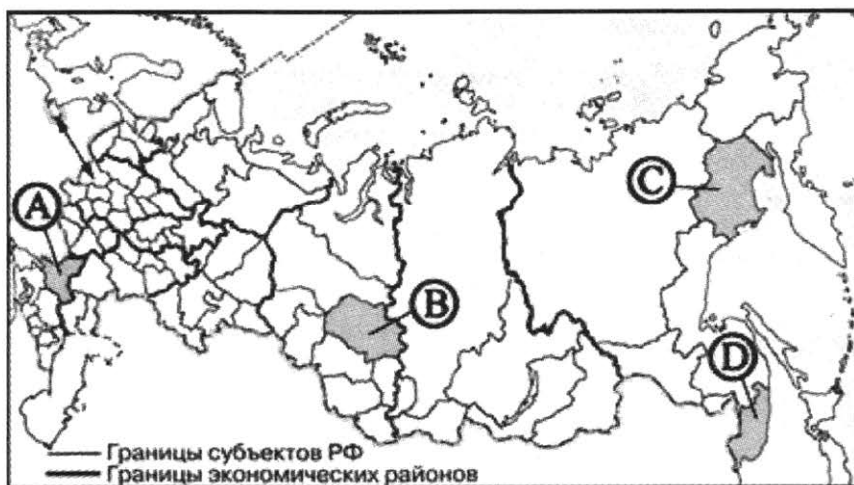 A
B
C
D
Границы субъектов РФ
Границы экономических районов